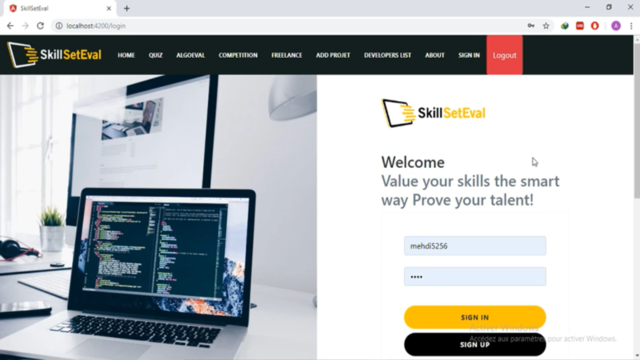 SkillSetEval
localhost:4200/login
SkillSetEval
HOME QUIZ ALGOEVAL COMPETITION FREELANCE ADD PROJET DEVELOPERS LIST ABOUT SIGN IN Logout
SkillSetEval
Welcome
Value your skills the smart
way Prove your talent!
mehdi5256
••••
SIGN IN
Accédez aux paramètres pour activer Windows.
SIGN UP